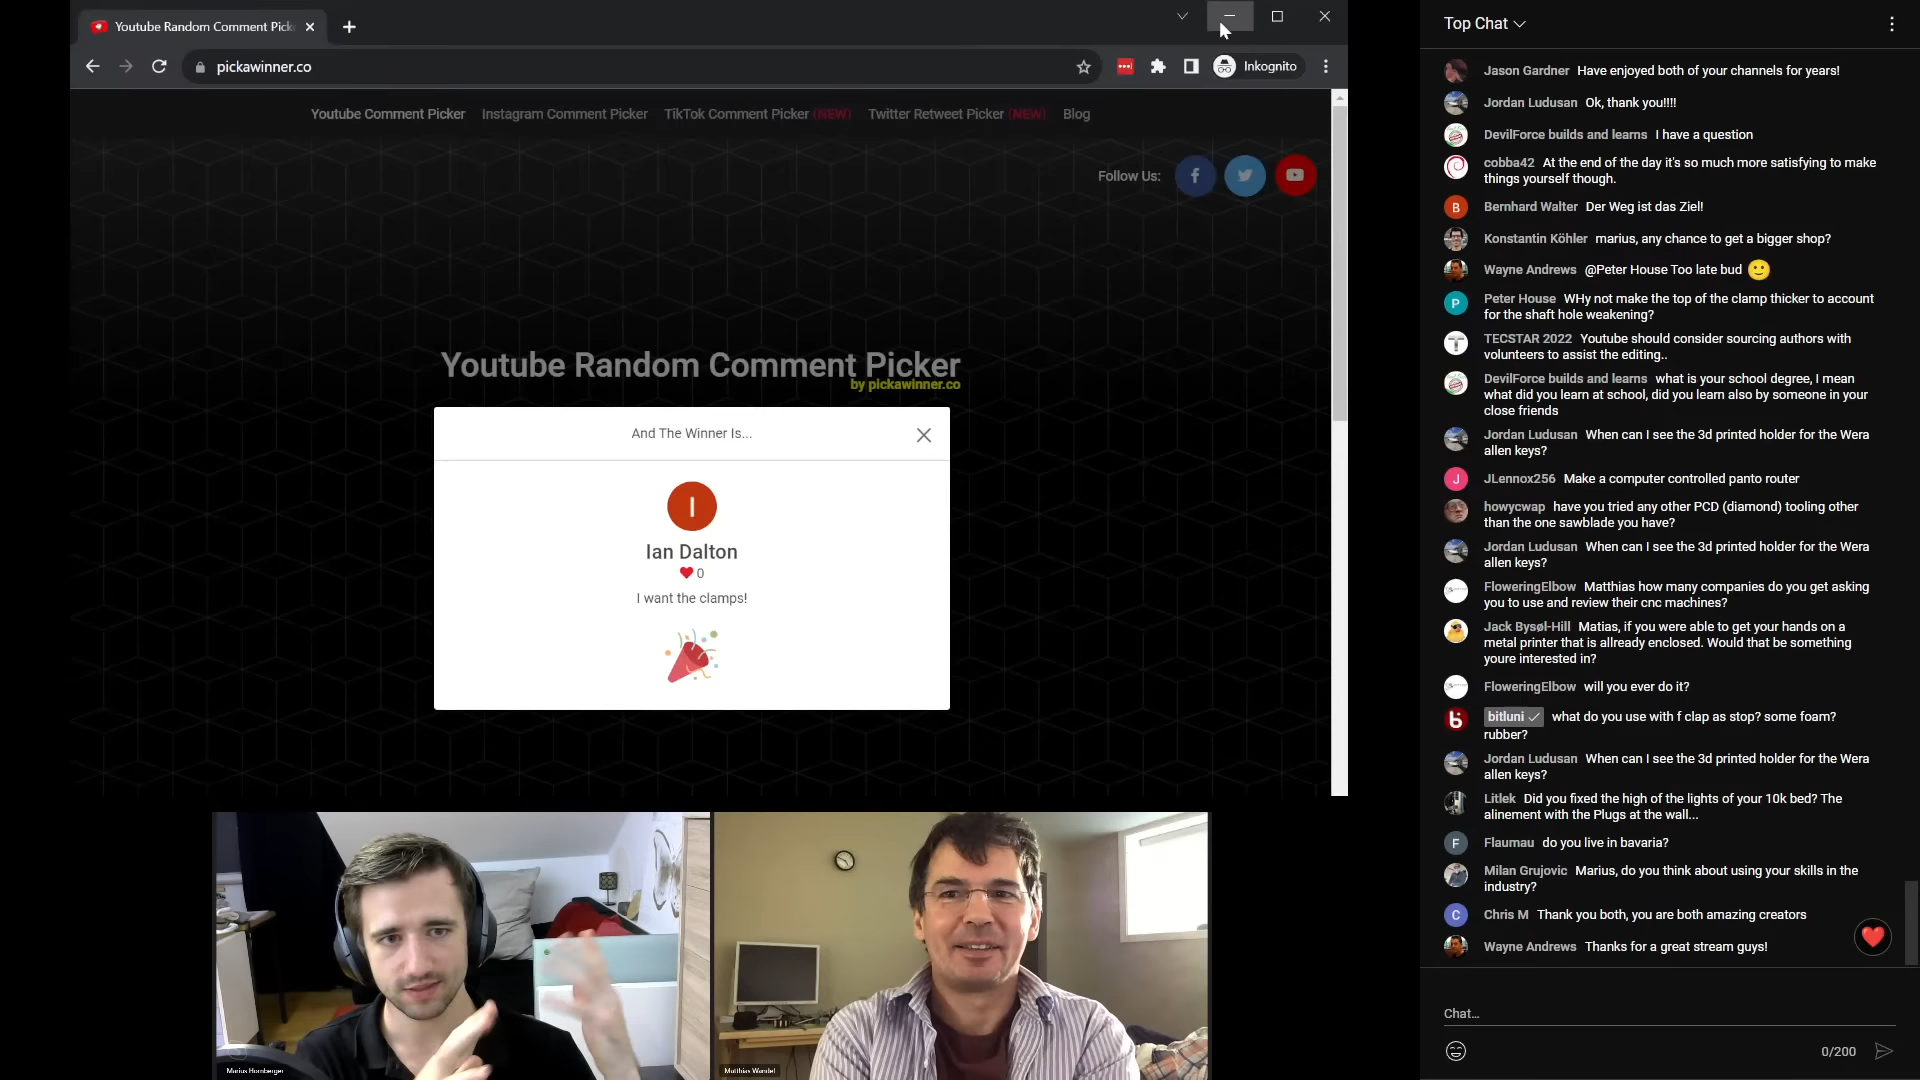 Youtube Random Comment Pick
pickawinner.co
Inkognito
Youtube Comment Picker
Instagram Comment Picker
TikTok Comment Picker (NEW)
Twitter Retweet Picker (NEW)
Blog
Follow Us:
Youtube Random Comment Picker
by pickawinner.co
And The Winner Is...
I
Ian Dalton
0
I want the clamps!
Marius Hornberger
Matthias Wandel
Top Chat
Jason Gardner Have enjoyed both of your channels for years!
Jordan Ludusan Ok, thank you!!!!
DevilForce builds and learns I have a question
cobba42 At the end of the day it's so much more satisfying to make
things yourself though.
B
Bernhard Walter Der Weg ist das Ziel!
Konstantin Köhler marius, any chance to get a bigger shop?
Wayne Andrews @Peter House Too late bud 🙂
P
Peter House WHy not make the top of the clamp thicker to account
for the shaft hole weakening?
TECSTAR 2022 Youtube should consider sourcing authors with
volunteers to assist the editing..
DevilForce builds and learns what is your school degree, I mean
what did you learn at school, did you learn also by someone in your
close friends
Jordan Ludusan When can I see the 3d printed holder for the Wera
allen keys?
J
JLennox256 Make a computer controlled panto router
howycwap have you tried any other PCD (diamond) tooling other
than the one sawblade you have?
Jordan Ludusan When can I see the 3d printed holder for the Wera
allen keys?
FloweringElbow Matthias how many companies do you get asking
you to use and review their cnc machines?
Jack Bysøl-Hill Matias, if you were able to get your hands on a
metal printer that is allready enclosed. Would that be something
youre interested in?
FloweringElbow will you ever do it?
bitluni what do you use with f clap as stop? some foam?
rubber?
Jordan Ludusan When can I see the 3d printed holder for the Wera
allen keys?
Litlek Did you fixed the high of the lights of your 10k bed? The
alinement with the Plugs at the wall...
F
Flaumau do you live in bavaria?
Milan Grujovic Marius, do you think about using your skills in the
industry?
C
Chris M Thank you both, you are both amazing creators
Wayne Andrews Thanks for a great stream guys!
Chat...
0/200